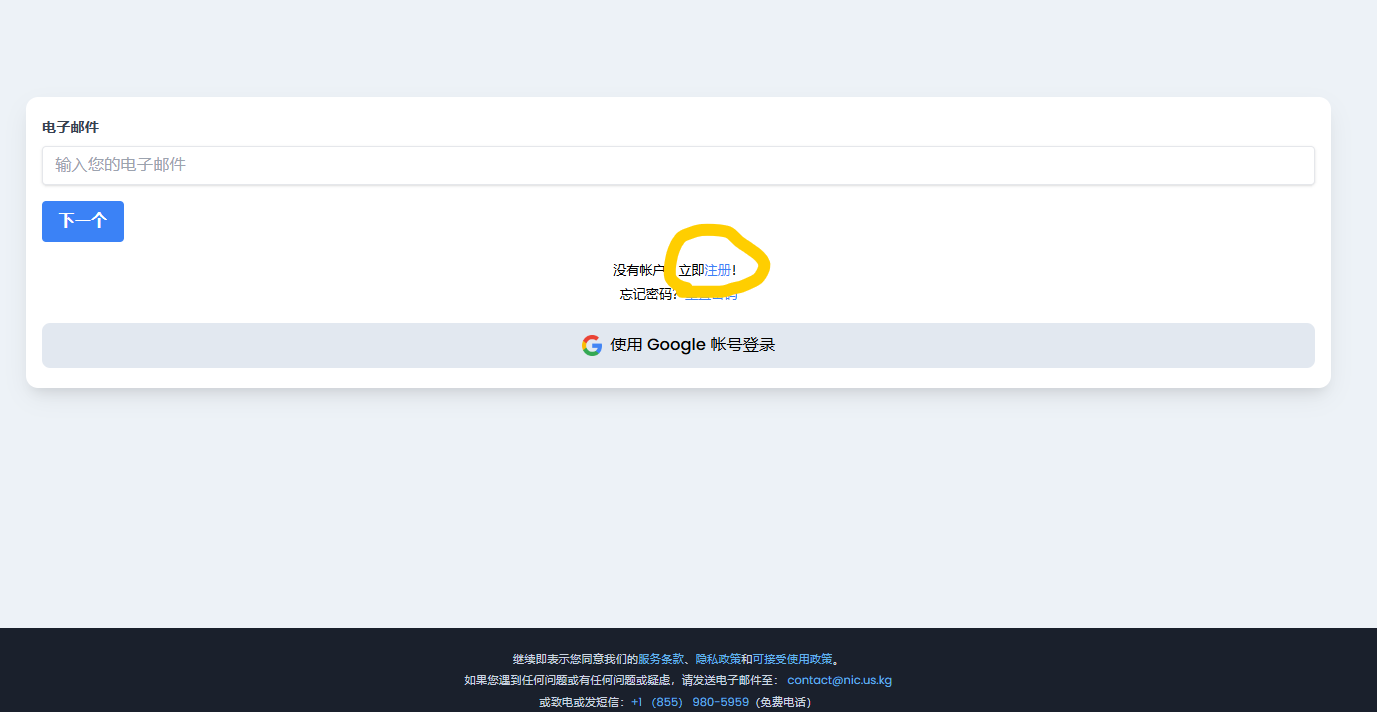 电子邮件
输入您的电子邮件
下一个
没有帐户 立即注册!
忘记密码?
使用 Google 帐号登录
继续即表示您同意我们的服务条款、隐私政策和可接受使用政策。
如果您遇到任何问题或有任何问题或疑虑，请发送电子邮件至： contact@nic.us.kg
或致电或发短信：+1 （855） 980-5959（免费电话）